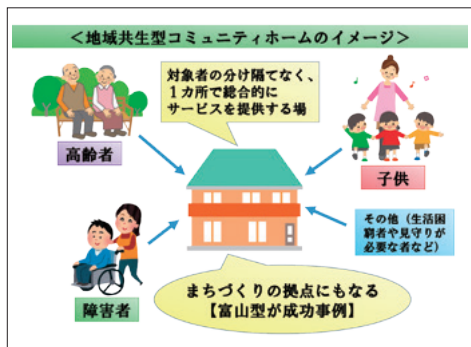 ＜地域共生型コミュニティホームのイメージ＞
対象者の分け隔てなく、
１カ所で総合的に
サービスを提供する場
高齢者
子供
その他（生活困
窮者や見守りが
必要な者など）
障害者
まちづくりの拠点にもなる
【富山型が成功事例】